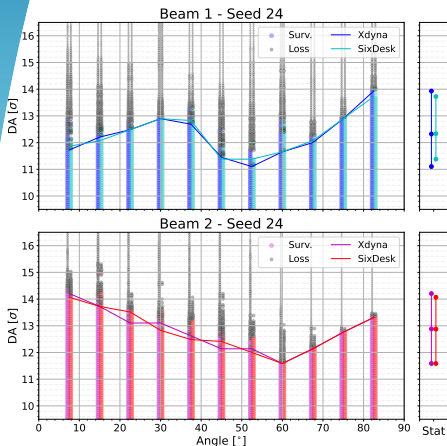 Beam 1 - Seed 24
16
15
14
13
12
11
10
DA [σ]
Surv.
Loss
Xdyna
SixDesk
Beam 2 - Seed 24
16
15
14
13
12
11
10
DA [σ]
Surv.
Loss
Xdyna
SixDesk
0 10 20 30 40 50 60 70 80 90
Angle [°]
Stat